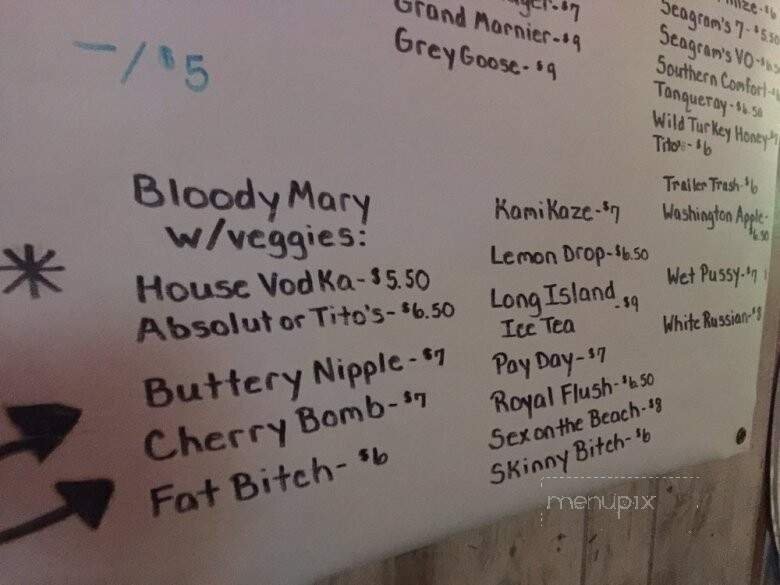 -/$5
Grand Marnier-$9
Grey Goose-$9
Seagram's 7-$5.50
Seagram's VO-
Southern Comfort-
Tanqueray-$6.50
Wild Turkey Honey-
Tito's-$6
Bloody Mary
w/veggies:
House Vodka-$5.50
Absolut or Tito's-$6.50
Buttery Nipple-$7
Cherry Bomb-$7
Fat Bitch-$6
Kamikaze-$7
Lemon Drop-$6.50
Long Island
Ice Tea -$9
Pay Day-$7
Royal Flush-$6.50
Sex on the Beach-$8
Skinny Bitch-$6
Trailer Trash-$6
Washington Apple-
$6.50
Wet Pussy-$7
White Russian-$8
menupix